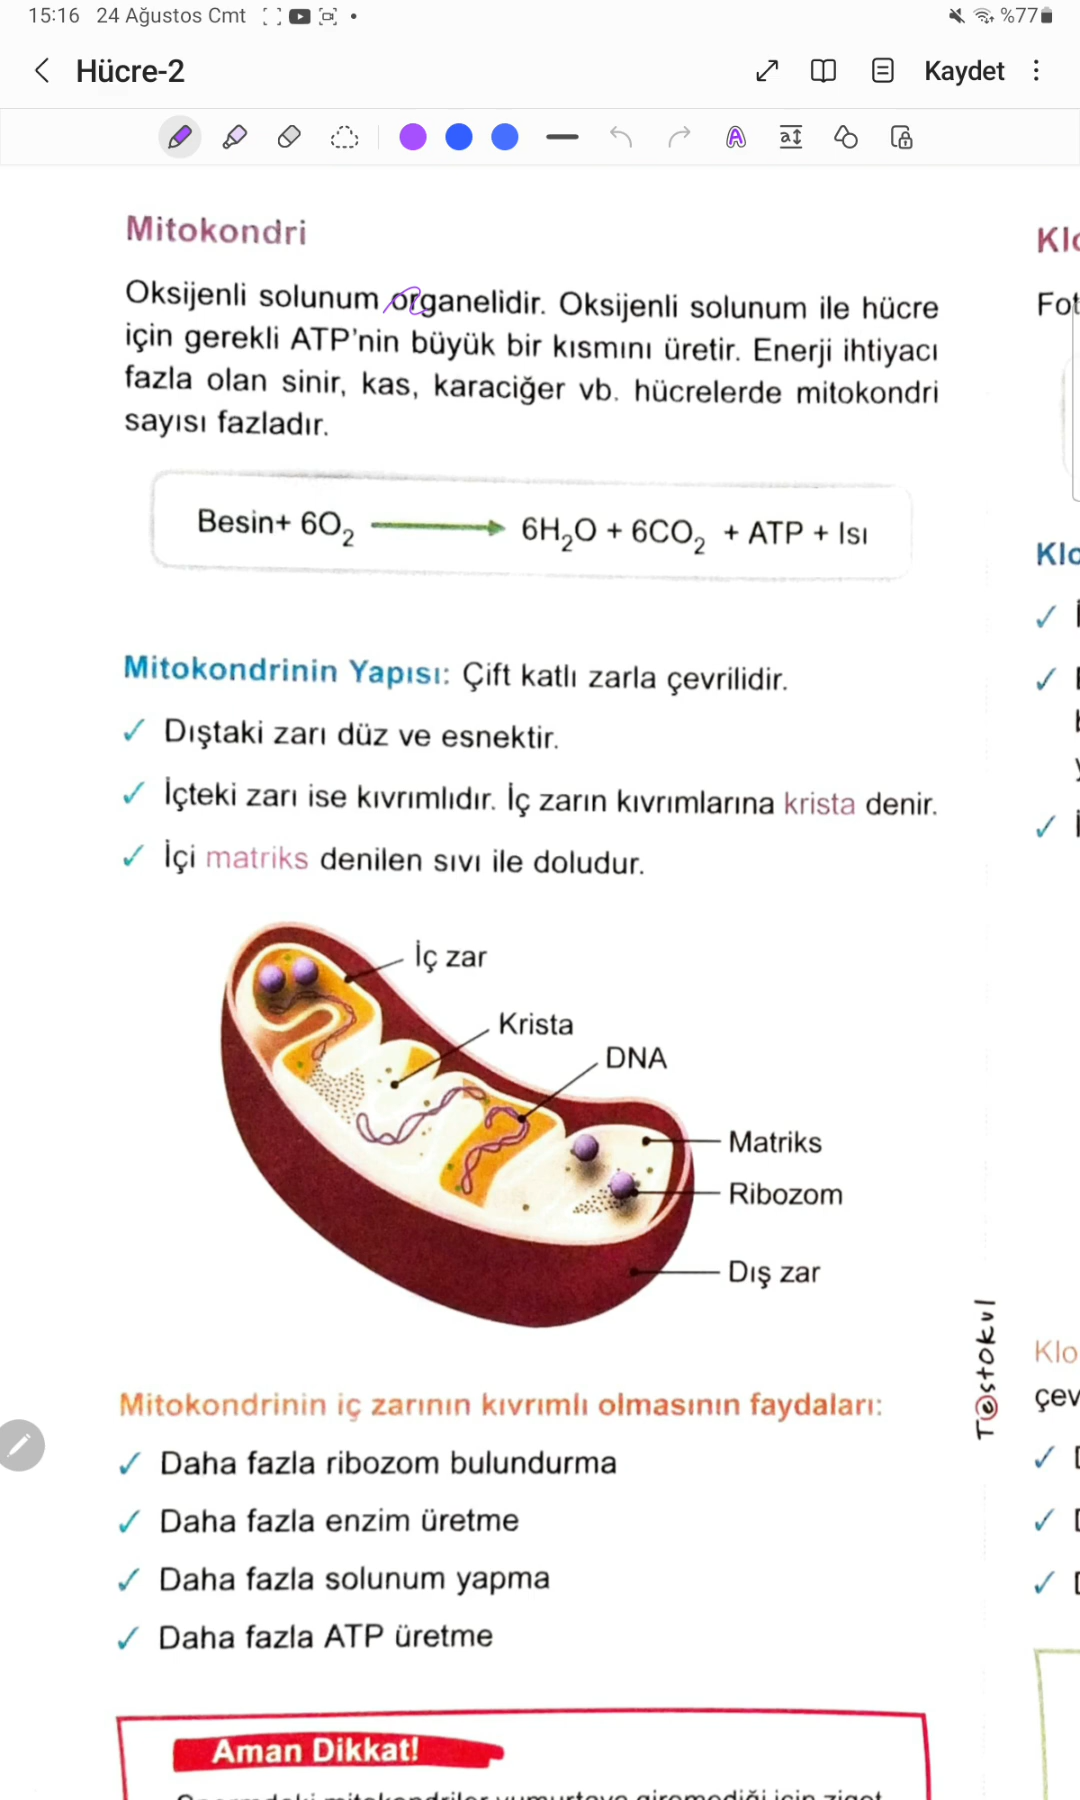 15:16 24 Ağustos Cmt
%77
Hücre-2
Kaydet
Mitokondri
Oksijenli solunum organelidir. Oksijenli solunum ile hücre
için gerekli ATP'nin büyük bir kısmını üretir. Enerji ihtiyacı
fazla olan sinir, kas, karaciğer vb. hücrelerde mitokondri
sayısı fazladır.
Besin+ 6O₂ → 6H₂O + 6CO₂ + ATP + Isı
Mitokondrinin Yapısı: Çift katlı zarla çevrilidir.
✓ Dıştaki zarı düz ve esnektir.
✓ İçteki zarı ise kıvrımlıdır. İç zarın kıvrımlarına krista denir.
✓ İçi matriks denilen sıvı ile doludur.
İç zar
Krista
DNA
Matriks
Ribozom
Dış zar
Mitokondrinin iç zarının kıvrımlı olmasının faydaları:
✓ Daha fazla ribozom bulundurma
✓ Daha fazla enzim üretme
✓ Daha fazla solunum yapma
✓ Daha fazla ATP üretme
Aman Dikkat!
Testokul
Fot
Klo
Klo
çev